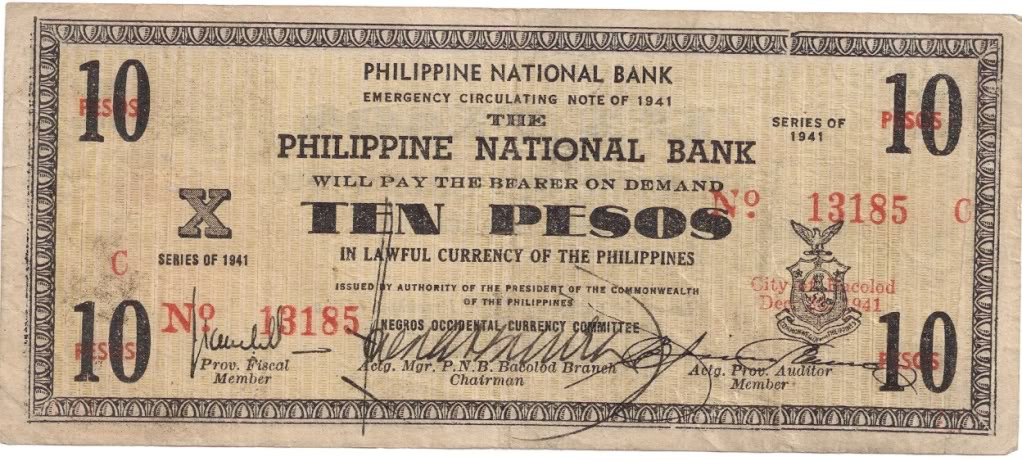 10 PESOS
10 PESOS
PHILIPPINE NATIONAL BANK
EMERGENCY CIRCULATING NOTE OF 1941
THE
SERIES OF
1941
PHILIPPINE NATIONAL BANK
WILL PAY THE BEARER ON DEMAND
X
TEN PESOS
Nº 13185 C
IN LAWFUL CURRENCY OF THE PHILIPPINES
C
SERIES OF 1941
ISSUED BY AUTHORITY OF THE PRESIDENT OF THE COMMONWEALTH
OF THE PHILIPPINES
City of Bacolod
Dec. 1941
Nº 13185
NEGROS OCCIDENTAL CURRENCY COMMITTEE
10 PESOS
Prov. Fiscal
Member
Actg. Mgr. P.N.B. Bacolod Branch
Chairman
Actg. Prov. Auditor
Member
10 PESOS